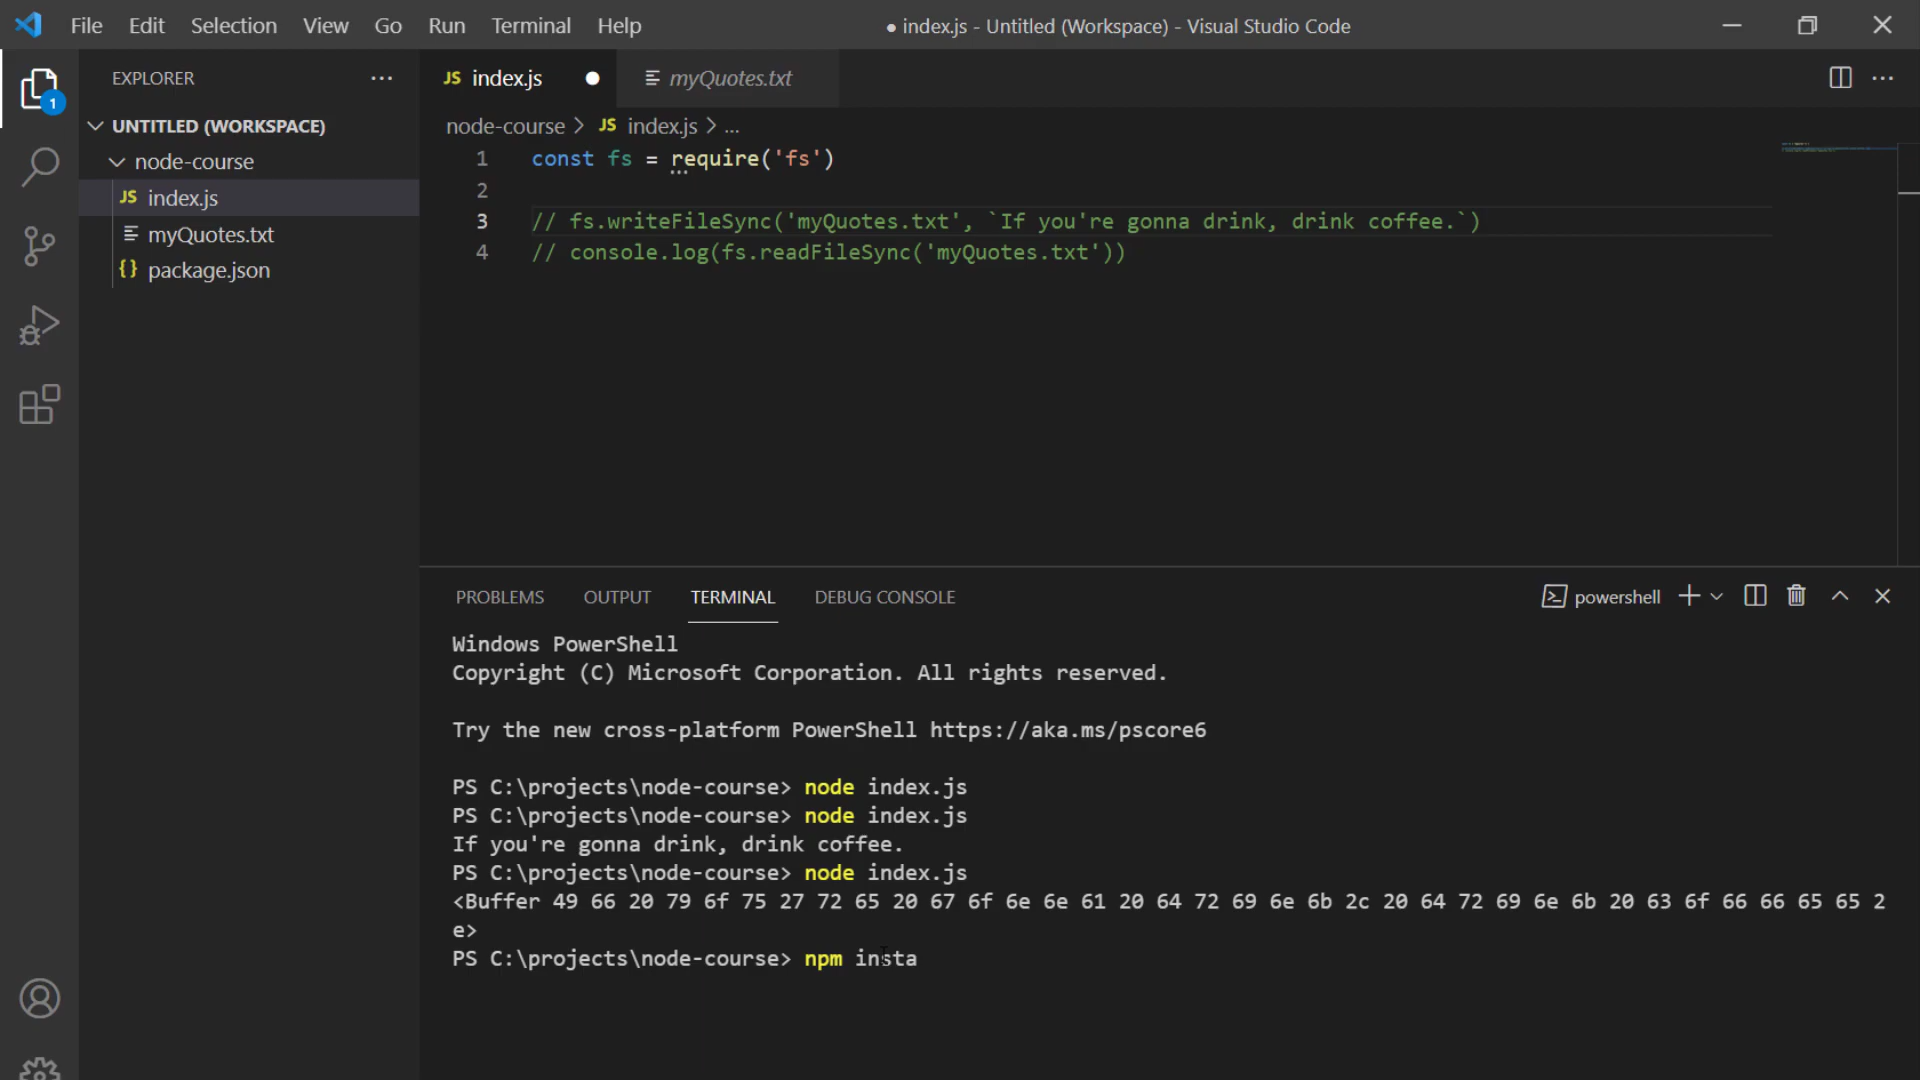 File Edit Selection View Go Run Terminal Help
● index.js - Untitled (Workspace) - Visual Studio Code
EXPLORER ...
JS index.js ●
myQuotes.txt
1
UNTITLED (WORKSPACE)
node-course
JS index.js
myQuotes.txt
{} package.json
node-course > JS index.js > ...
1 const fs = require('fs')
2
3 // fs.writeFileSync('myQuotes.txt', `If you're gonna drink, drink coffee.`)
4 // console.log(fs.readFileSync('myQuotes.txt'))
PROBLEMS OUTPUT TERMINAL DEBUG CONSOLE
powershell
Windows PowerShell
Copyright (C) Microsoft Corporation. All rights reserved.
Try the new cross-platform PowerShell https://aka.ms/pscore6
PS C:\projects\node-course> node index.js
PS C:\projects\node-course> node index.js
If you're gonna drink, drink coffee.
PS C:\projects\node-course> node index.js
<Buffer 49 66 20 79 6f 75 27 72 65 20 67 6f 6e 6e 61 20 64 72 69 6e 6b 2c 20 64 72 69 6e 6b 20 63 6f 66 66 65 65 2
e>
PS C:\projects\node-course> npm insta